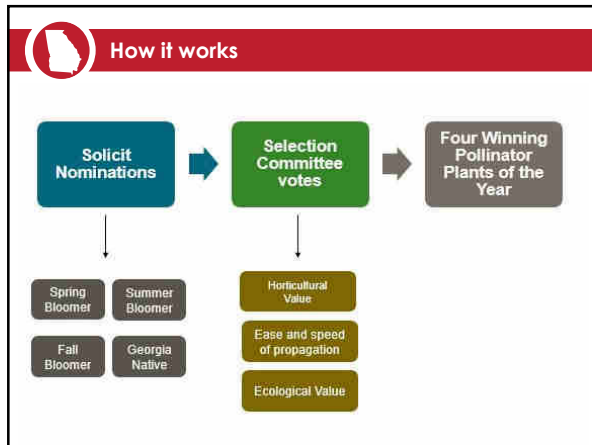 How it works
Solicit
Nominations
Selection
Committee
votes
Four Winning
Pollinator
Plants of the
Year
Spring
Bloomer
Summer
Bloomer
Fall
Bloomer
Georgia
Native
Horticultural
Value
Ease and speed
of propagation
Ecological Value